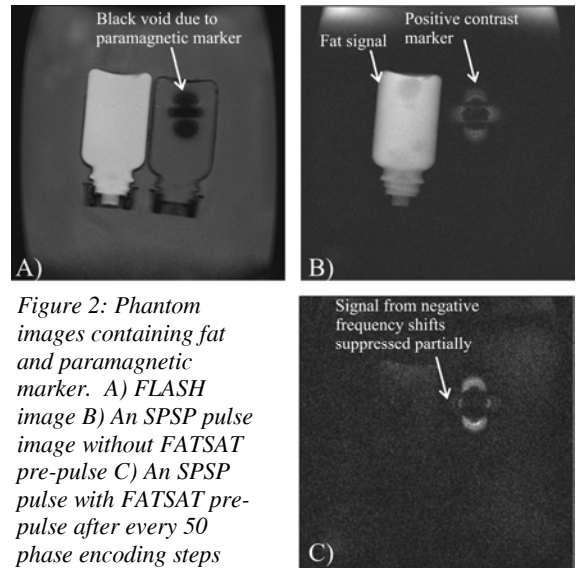 Black void due to
paramagnetic marker
A)
Fat signal
Positive contrast
marker
B)
Figure 2: Phantom
images containing fat
and paramagnetic
marker. A) FLASH
image B) An SPSP pulse
image without FATSAT
pre-pulse C) An SPSP
pulse with FATSAT pre-
pulse after every 50
phase encoding steps
Signal from negative
frequency shifts
suppressed partially
C)